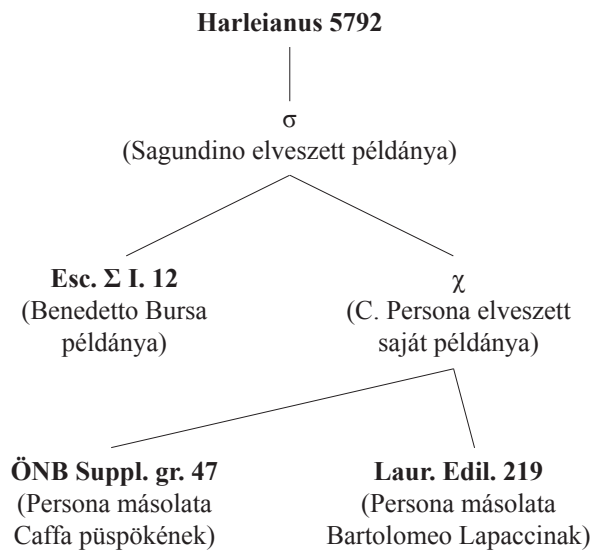 Harleianus 5792
σ
(Sagundino elveszett példánya)
Esc. Σ I. 12
(Benedetto Bursa
példánya)
χ
(C. Persona elveszett
saját példánya)
ÖNB Suppl. gr. 47
(Persona másolata
Caffa püspökének)
Laur. Edil. 219
(Persona másolata
Bartolomeo Lapaccinak)